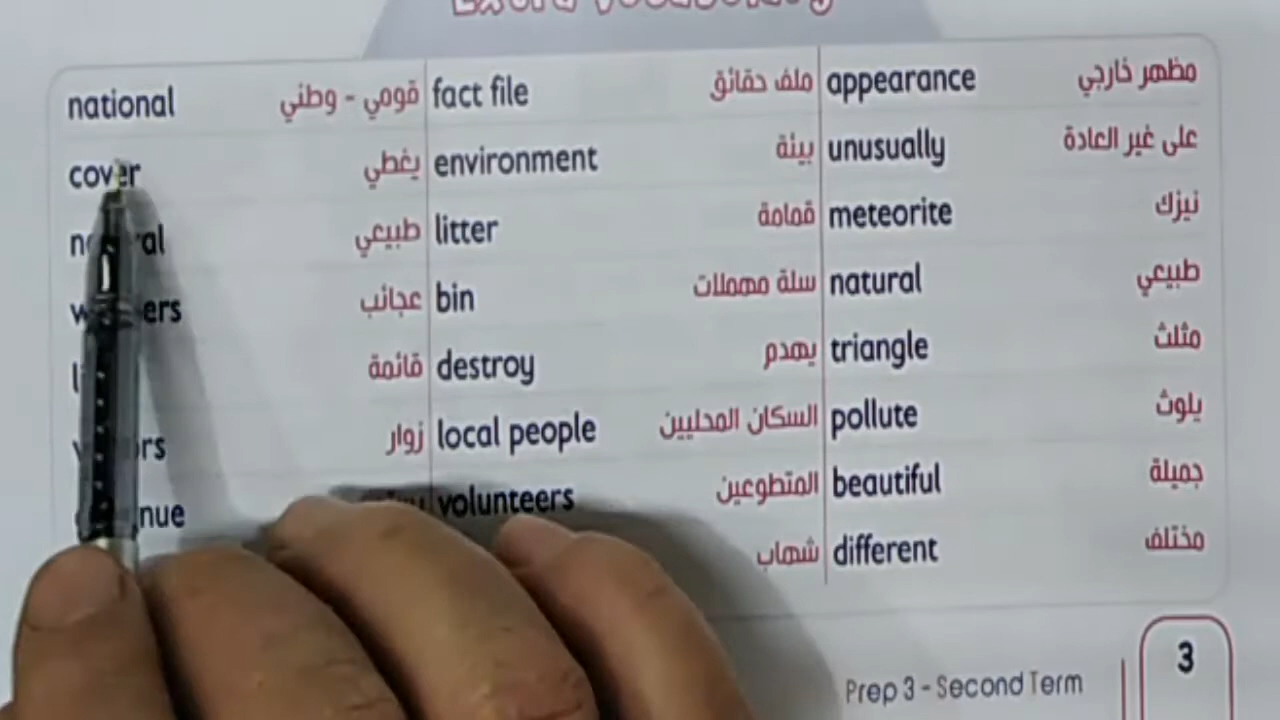 Extra Vocabulary
national قومي - وطني fact file ملف حقائق appearance مظهر خارجي
cover يغطي environment بيئة unusually على غير العادة
طبيعي litter قمامة meteorite نيزك
عجائب bin سلة مهملات natural طبيعي
قائمة destroy يهدم triangle مثلث
زوار local people السكان المحليين pollute يلوث
volunteers المتطوعين beautiful جميلة
شهاب different مختلف
Prep 3 - Second Term
3